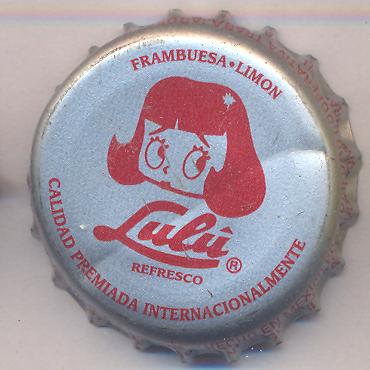 FRAMBUESA • LIMON
Lulú
®
REFRESCO
CALIDAD PREMIADA INTERNACIONALMENTE